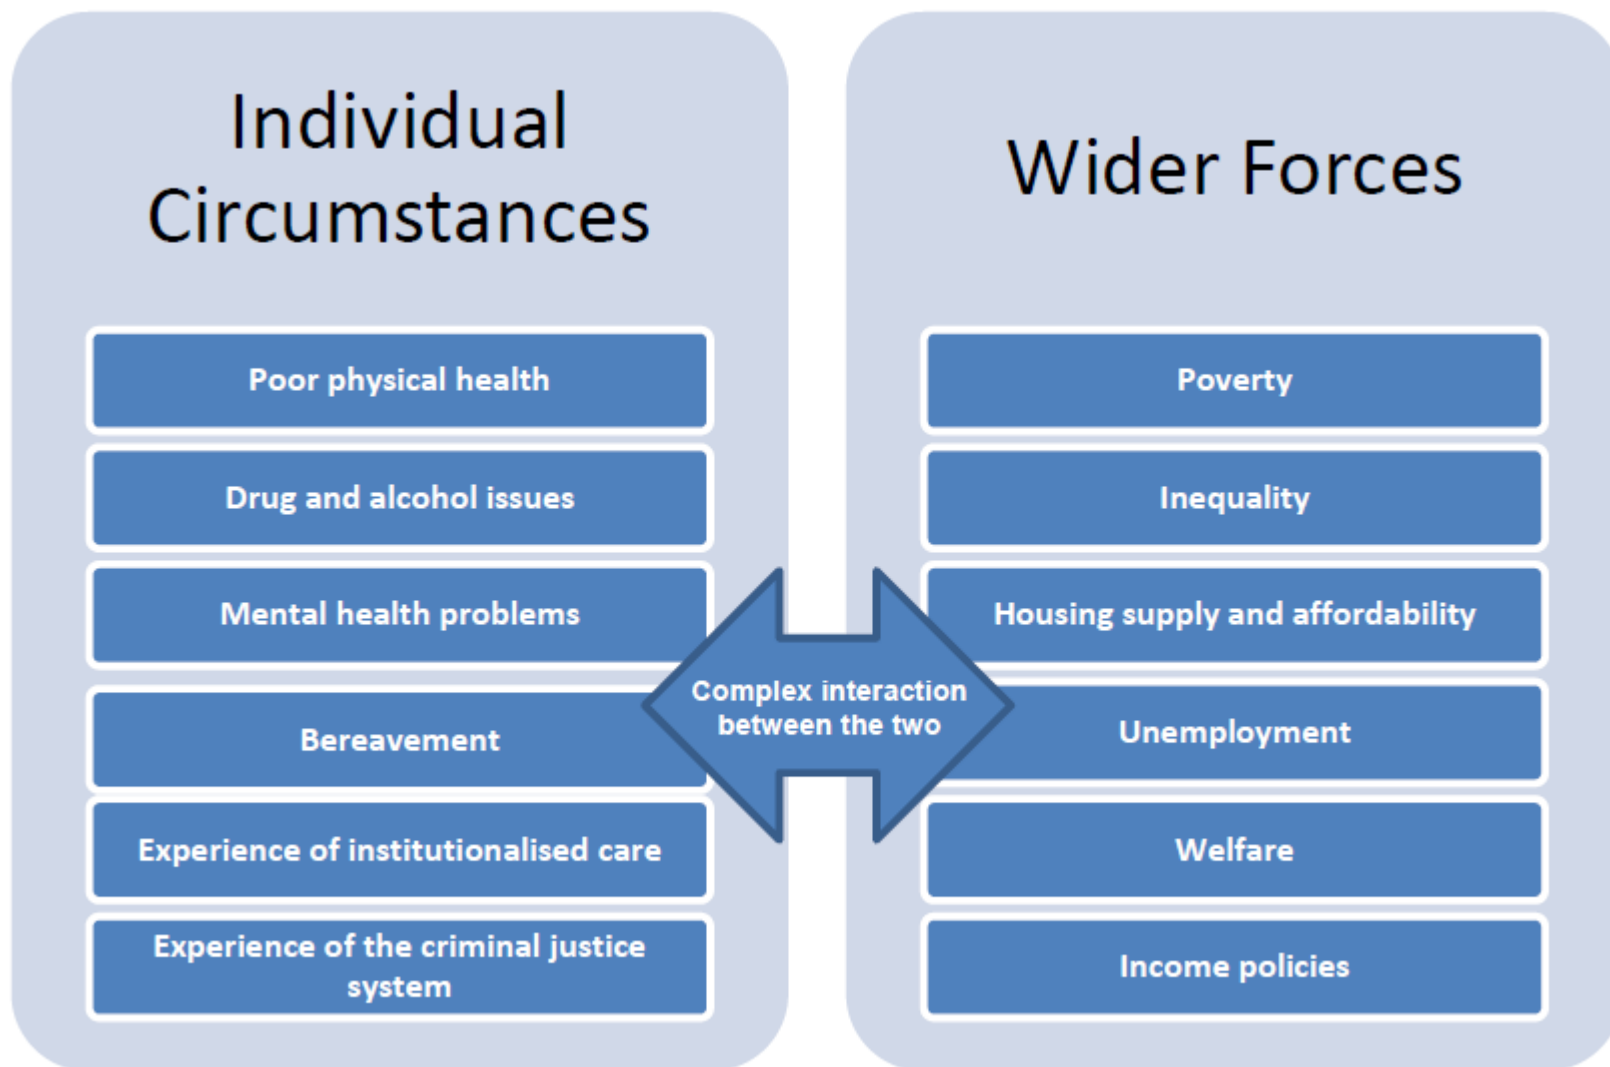 Individual
Circumstances
Poor physical health
Drug and alcohol issues
Mental health problems
Bereavement
Experience of institutionalised care
Experience of the criminal justice
system
Complex interaction
between the two
Wider Forces
Poverty
Inequality
Housing supply and affordability
Unemployment
Welfare
Income policies